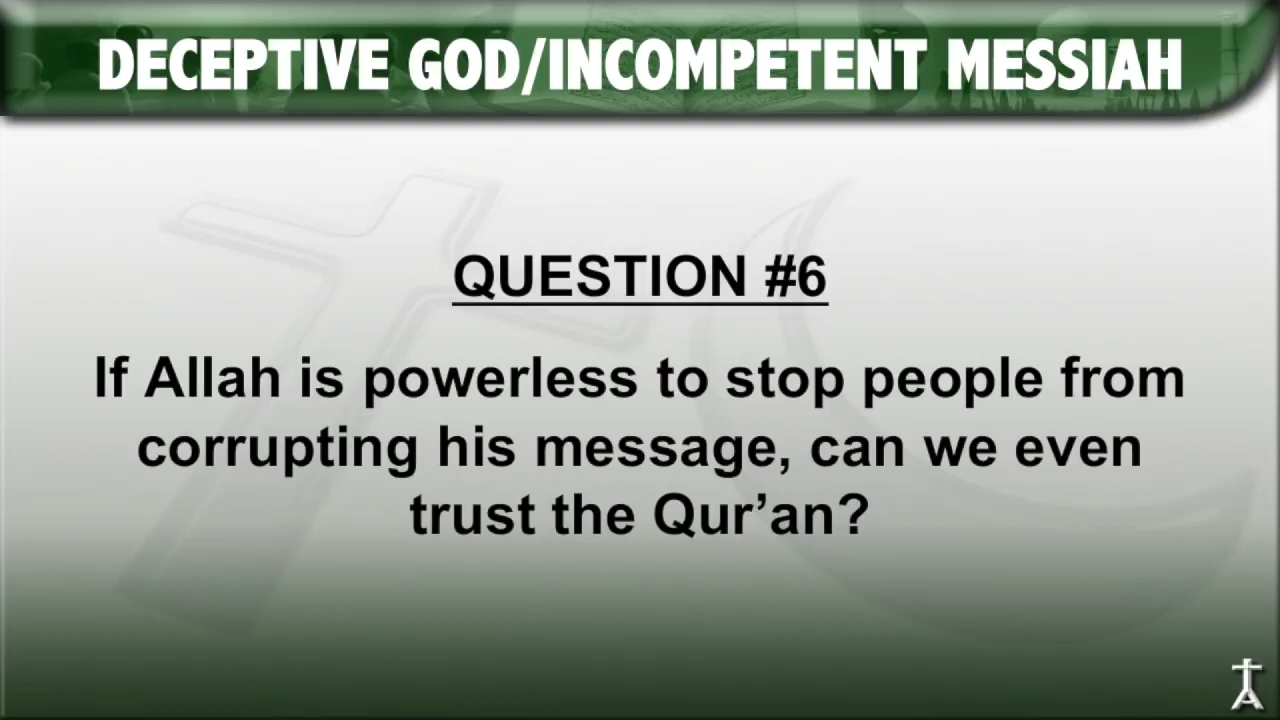 DECEPTIVE GOD/INCOMPETENT MESSIAH
QUESTION #6
If Allah is powerless to stop people from
corrupting his message, can we even
trust the Qur’an?